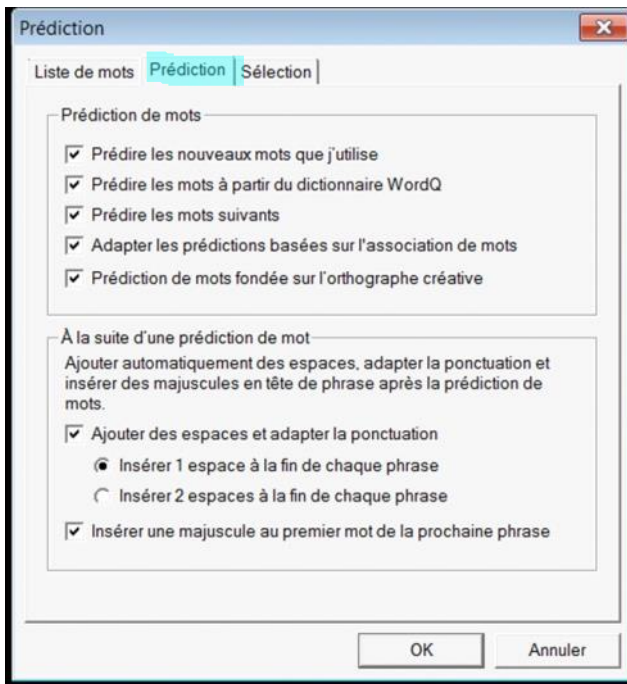 Prédiction
Liste de mots Prédiction Sélection
Prédiction de mots
Prédire les nouveaux mots que j'utilise
Prédire les mots à partir du dictionnaire WordQ
Prédire les mots suivants
Adapter les prédictions basées sur l'association de mots
Prédiction de mots fondée sur l'orthographe créative
À la suite d'une prédiction de mot
Ajouter automatiquement des espaces, adapter la ponctuation et
insérer des majuscules en tête de phrase après la prédiction de
mots.
Ajouter des espaces et adapter la ponctuation
Insérer 1 espace à la fin de chaque phrase
Insérer 2 espaces à la fin de chaque phrase
Insérer une majuscule au premier mot de la prochaine phrase
OK Annuler